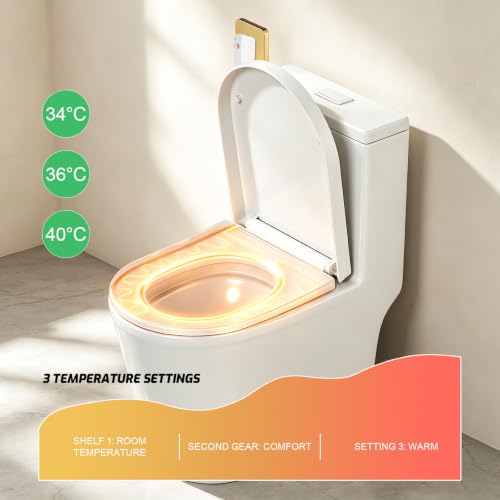 34°C
36°C
40°C
3 TEMPERATURE SETTINGS
SHELF 1: ROOM
TEMPERATURE
SECOND GEAR: COMFORT
SETTING 3: WARM